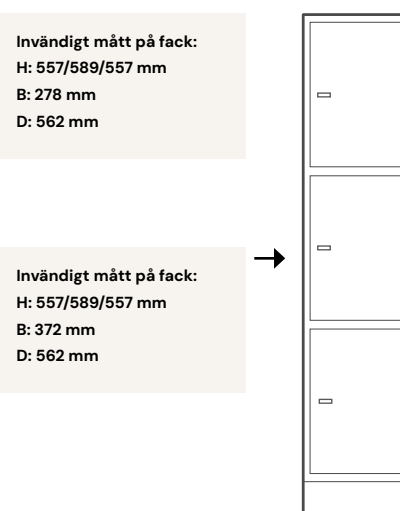 Invändigt mått på fack:
H: 557/589/557 mm
B: 278 mm
D: 562 mm
Invändigt mått på fack:
H: 557/589/557 mm
B: 372 mm
D: 562 mm